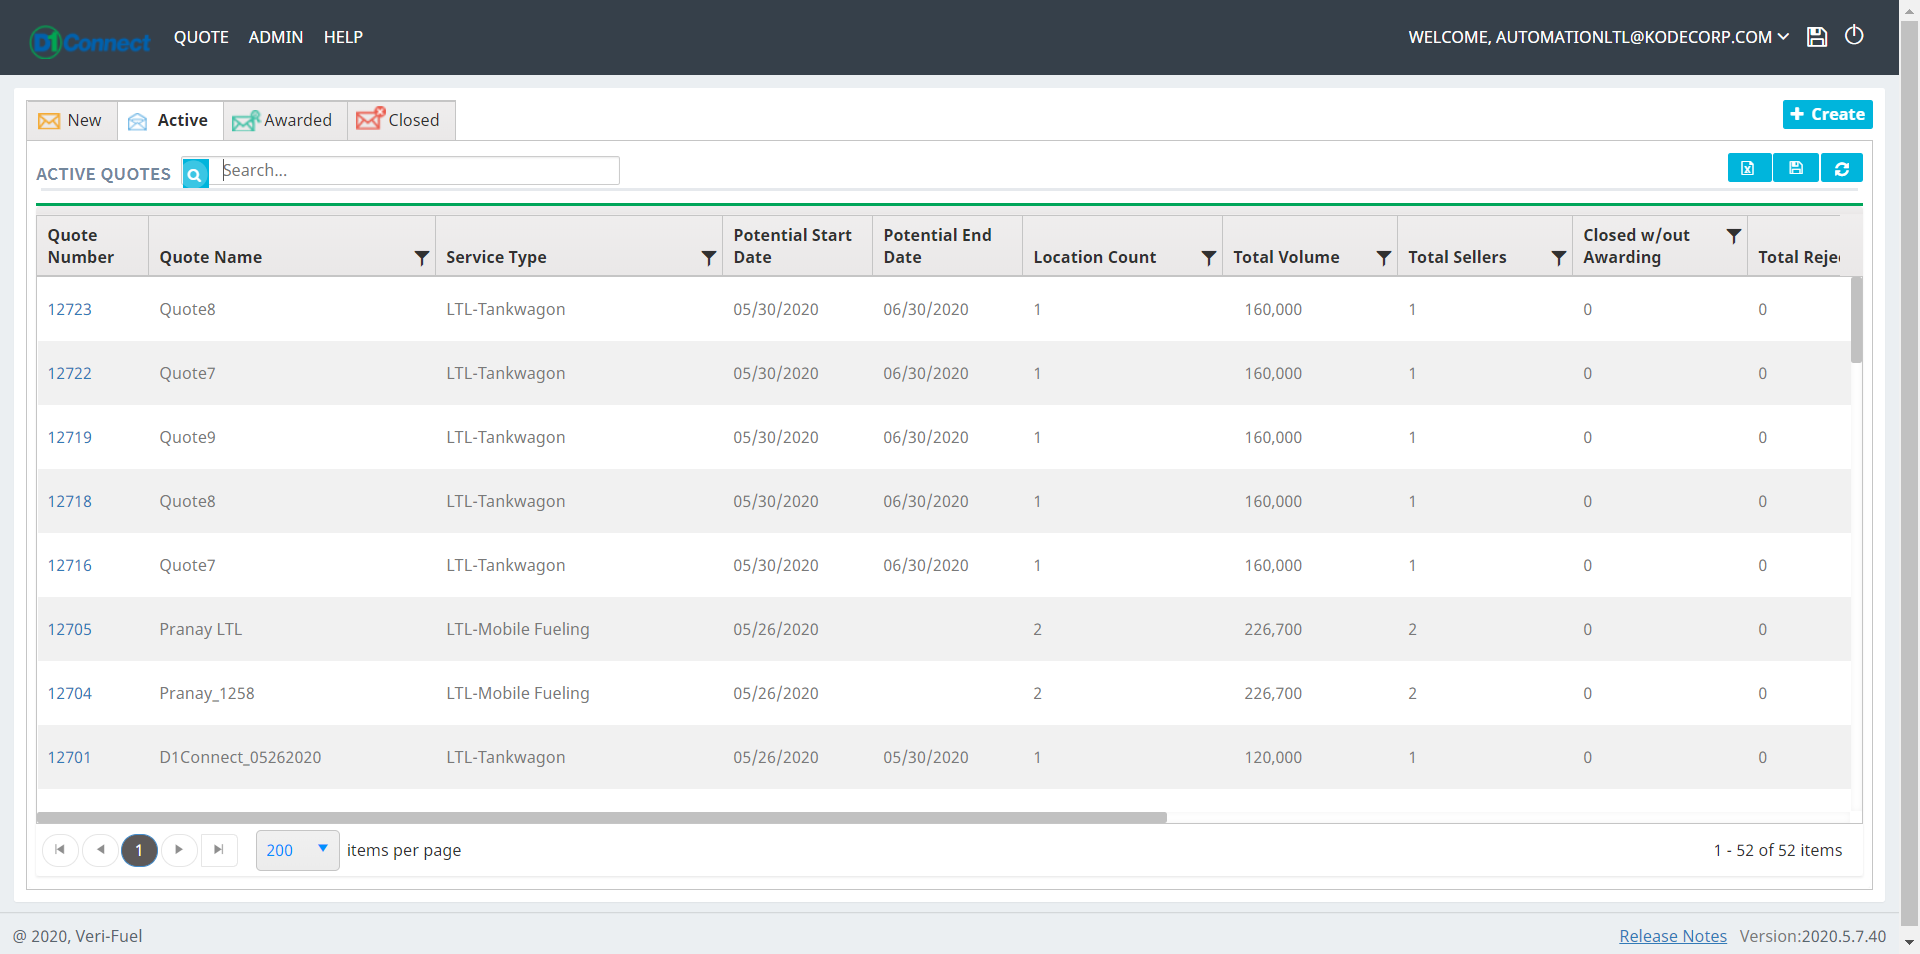 D1Connect QUOTE ADMIN HELP WELCOME, AUTOMATIONLTL@KODECORP.COM
New Active Awarded Closed + Create
ACTIVE QUOTES Search...
Quote Number Quote Name Service Type Potential Start Date Potential End Date Location Count Total Volume Total Sellers Closed w/out Awarding Total Reje
12723 Quote8 LTL-Tankwagon 05/30/2020 06/30/2020 1 160,000 1 0 0
12722 Quote7 LTL-Tankwagon 05/30/2020 06/30/2020 1 160,000 1 0 0
12719 Quote9 LTL-Tankwagon 05/30/2020 06/30/2020 1 160,000 1 0 0
12718 Quote8 LTL-Tankwagon 05/30/2020 06/30/2020 1 160,000 1 0 0
12716 Quote7 LTL-Tankwagon 05/30/2020 06/30/2020 1 160,000 1 0 0
12705 Pranay LTL LTL-Mobile Fueling 05/26/2020 2 226,700 2 0 0
12704 Pranay_1258 LTL-Mobile Fueling 05/26/2020 2 226,700 2 0 0
12701 D1Connect_05262020 LTL-Tankwagon 05/26/2020 05/30/2020 1 120,000 1 0 0
1 200 items per page 1 - 52 of 52 items
@ 2020, Veri-Fuel Release Notes Version:2020.5.7.40